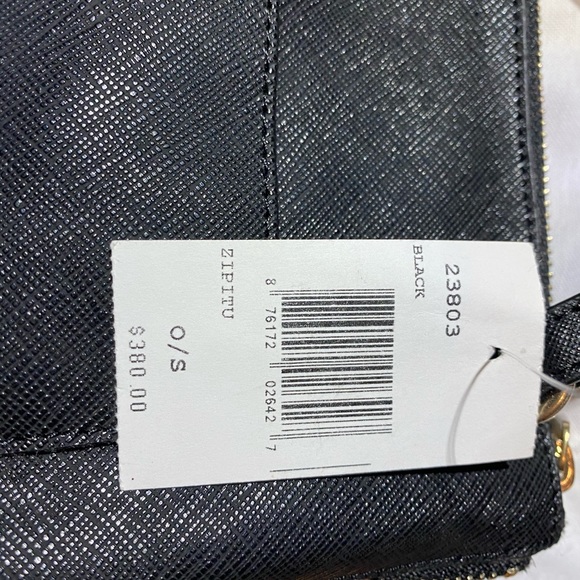 23803
BLACK
8 76172 02642 7
ZIPITU
O/S
$380.00